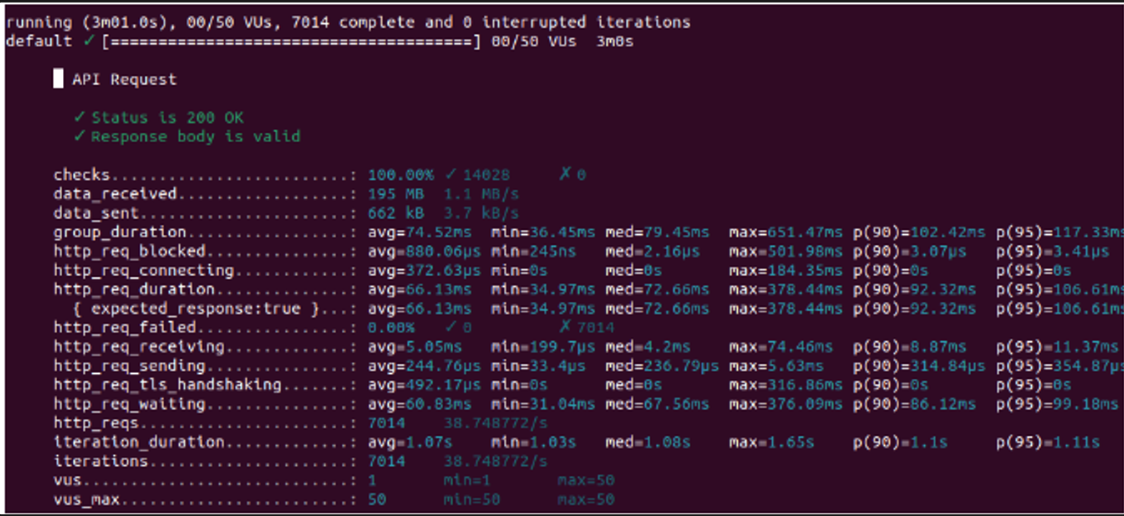 running (3m01.0s), 00/50 VUs, 7014 complete and 0 interrupted iterations
default ✓ [======================================] 00/50 VUs  3m0s
API Request
✓ Status is 200 OK
✓ Response body is valid
checks.........................: 100.00% ✓ 14028 ✗ 0
data_received..................: 195 MB 1.1 MB/s
data_sent......................: 662 kB 3.7 kB/s
group_duration.................: avg=74.52ms min=36.45ms med=79.45ms max=651.47ms p(90)=102.42ms p(95)=117.33ms
http_req_blocked...............: avg=880.06µs min=245ns med=2.16µs max=501.98ms p(90)=3.07µs p(95)=3.41µs
http_req_connecting............: avg=372.63µs min=0s med=0s max=184.35ms p(90)=0s p(95)=0s
http_req_duration..............: avg=66.13ms min=34.97ms med=72.66ms max=378.44ms p(90)=92.32ms p(95)=106.61ms
{ expected_response:true }...: avg=66.13ms min=34.97ms med=72.66ms max=378.44ms p(90)=92.32ms p(95)=106.61ms
http_req_failed................: 0.00% ✓ 0 ✗ 7014
http_req_receiving.............: avg=5.05ms min=199.7µs med=4.2ms max=74.46ms p(90)=8.87ms p(95)=11.37ms
http_req_sending...............: avg=244.76µs min=33.4µs med=236.79µs max=5.63ms p(90)=314.84µs p(95)=354.87µs
http_req_tls_handshaking.......: avg=492.17µs min=0s med=0s max=316.86ms p(90)=0s p(95)=0s
http_req_waiting...............: avg=60.83ms min=31.04ms med=67.56ms max=376.09ms p(90)=86.12ms p(95)=99.18ms
http_reqs......................: 7014 38.748772/s
iteration_duration.............: avg=1.07s min=1.03s med=1.08s max=1.65s p(90)=1.1s p(95)=1.11s
iterations.....................: 7014 38.748772/s
vus............................: 1 min=1 max=50
vus_max........................: 50 min=50 max=50